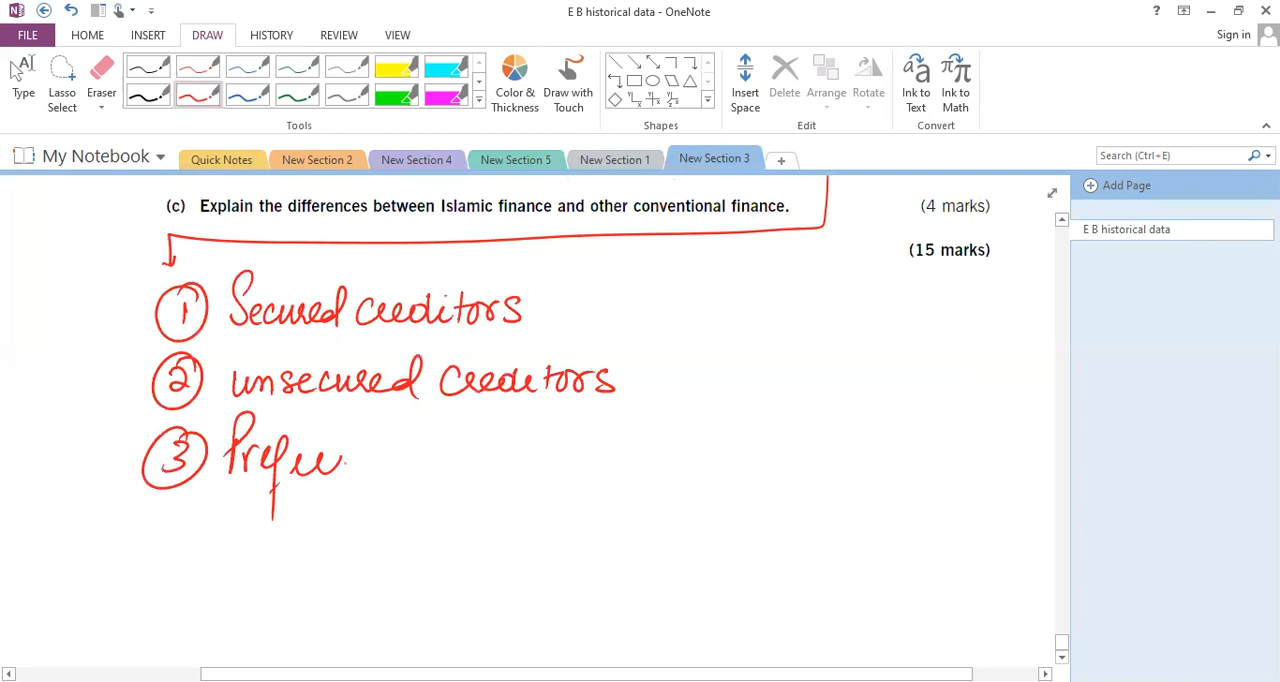 E B historical data - OneNote
Sign in
FILE HOME INSERT DRAW HISTORY REVIEW VIEW
Type Lasso Select Eraser Color & Thickness Draw with Touch Insert Space Delete Arrange Rotate Ink to Text Ink to Math
Tools Shapes Edit Convert
My Notebook Quick Notes New Section 2 New Section 4 New Section 5 New Section 1 New Section 3 Search (Ctrl+E)
Add Page
E B historical data
(c) Explain the differences between Islamic finance and other conventional finance. (4 marks)
(15 marks)
1 Secured creditors
2 unsecured creditors
3 Prefer